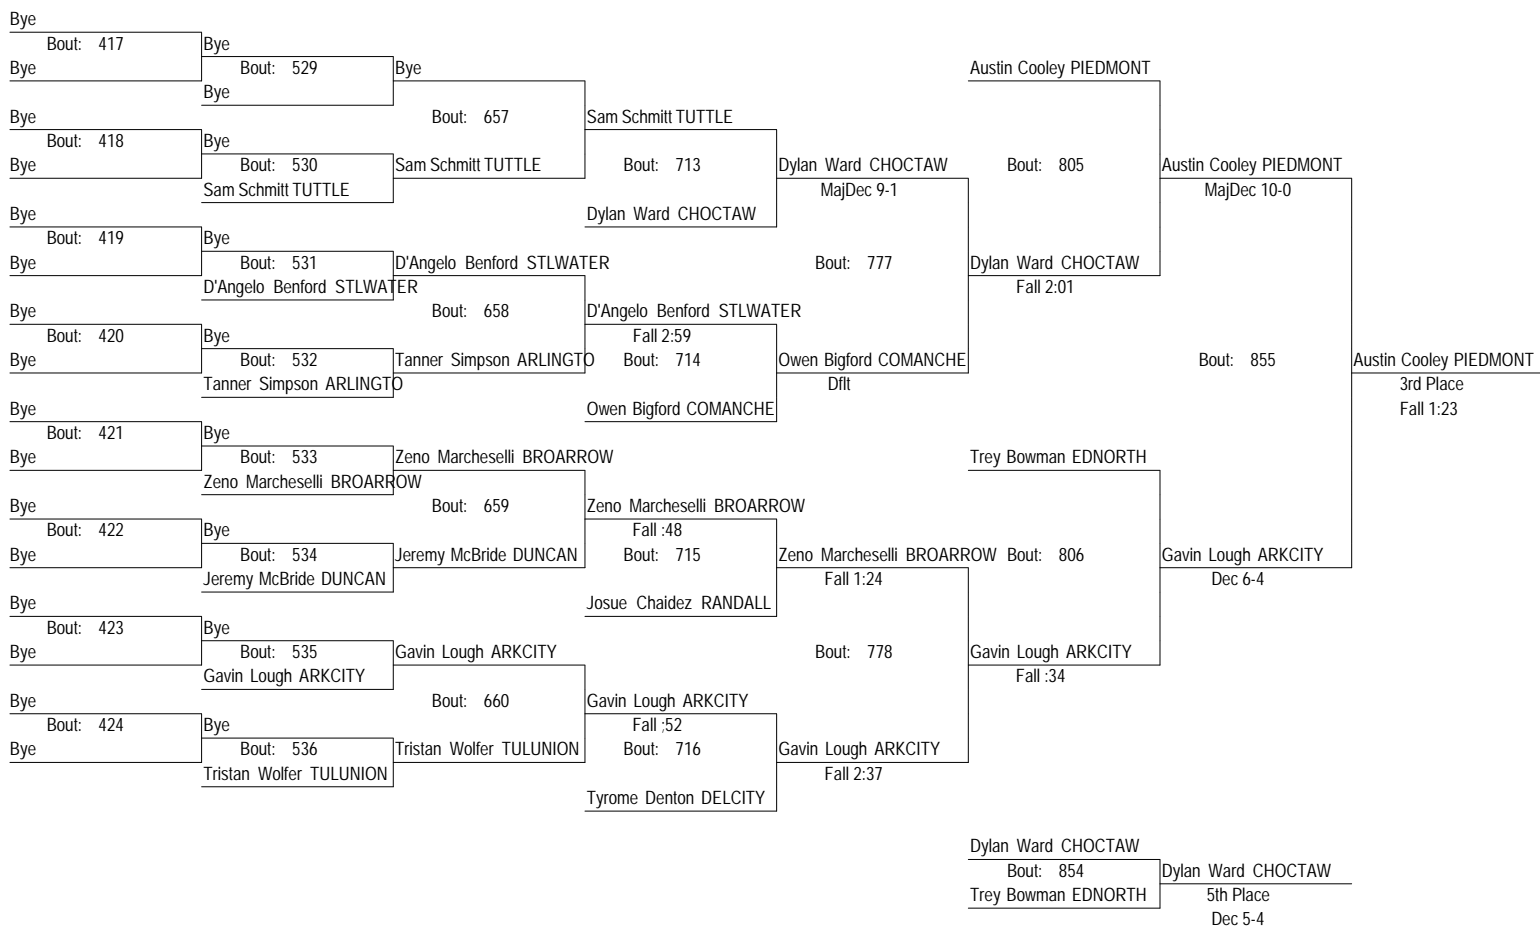 Bye
Bout: 417
Bye
Bye
Bout: 529
Bye
Bye
Bout: 657
Bye
Bout: 418
Bye
Bye
Bout: 530
Sam Schmitt TUTTLE
Sam Schmitt TUTTLE
Sam Schmitt TUTTLE
Bout: 713
Dylan Ward CHOCTAW
Dylan Ward CHOCTAW
MajDec 9-1
Bye
Bout: 419
Bye
Bye
Bout: 531
D'Angelo Benford STLWATER
D'Angelo Benford STLWATER
Bout: 658
Bye
Bout: 420
Bye
Bye
Bout: 532
Tanner Simpson ARLINGTO
Tanner Simpson ARLINGTO
D'Angelo Benford STLWATER
Fall 2:59
Bout: 714
Owen Bigford COMANCHE
Owen Bigford COMANCHE
Dflt
Bout: 777
Austin Cooley PIEDMONT
Bout: 805
Dylan Ward CHOCTAW
Fall 2:01
Austin Cooley PIEDMONT
MajDec 10-0
Bye
Bout: 421
Bye
Bye
Bout: 533
Zeno Marcheselli BROARROW
Zeno Marcheselli BROARROW
Bout: 659
Bye
Bout: 422
Bye
Bye
Bout: 534
Jeremy McBride DUNCAN
Jeremy McBride DUNCAN
Zeno Marcheselli BROARROW
Fall :48
Bout: 715
Josue Chaidez RANDALL
Zeno Marcheselli BROARROW
Fall 1:24
Bye
Bout: 423
Bye
Bye
Bout: 535
Gavin Lough ARKCITY
Gavin Lough ARKCITY
Bout: 660
Bye
Bout: 424
Bye
Bye
Bout: 536
Tristan Wolfer TULUNION
Tristan Wolfer TULUNION
Gavin Lough ARKCITY
Fall ;52
Bout: 716
Tyrome Denton DELCITY
Gavin Lough ARKCITY
Fall 2:37
Bout: 778
Trey Bowman EDNORTH
Bout: 806
Gavin Lough ARKCITY
Fall :34
Gavin Lough ARKCITY
Dec 6-4
Bout: 855
Austin Cooley PIEDMONT
3rd Place
Fall 1:23
Dylan Ward CHOCTAW
Bout: 854
Trey Bowman EDNORTH
Dylan Ward CHOCTAW
5th Place
Dec 5-4